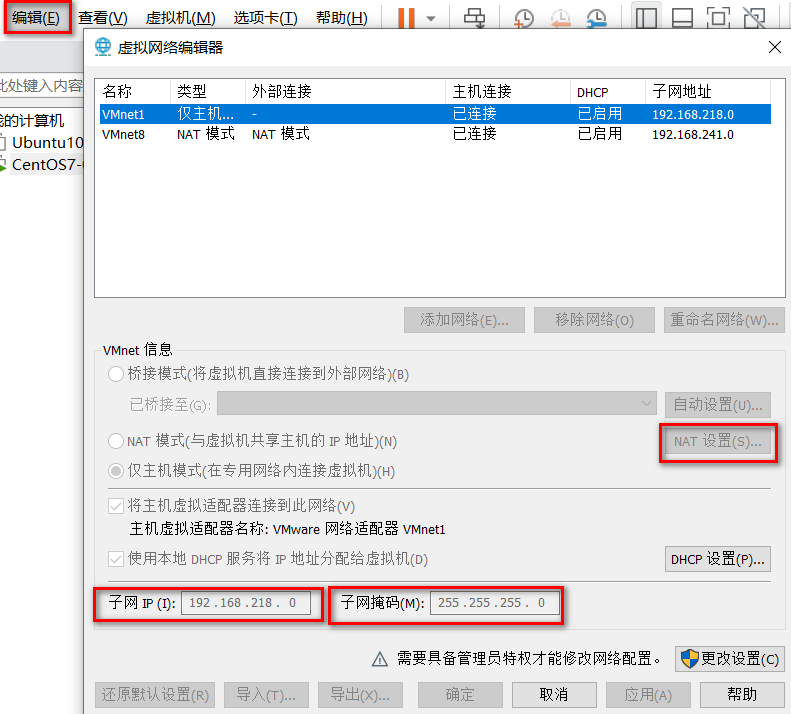 编辑(E) 查看(V) 虚拟机(M) 选项卡(T) 帮助(H)
虚拟网络编辑器
此处键入内容
的计算机
Ubuntu10
CentOS7-
名称 类型 外部连接 主机连接 DHCP 子网地址
VMnet1 仅主机... - 已连接 已启用 192.168.218.0
VMnet8 NAT 模式 NAT 模式 已连接 已启用 192.168.241.0
添加网络(E)... 移除网络(O) 重命名网络(W)...
VMnet 信息
桥接模式(将虚拟机直接连接到外部网络)(B)
已桥接至(G): 自动设置(U)...
NAT 模式(与虚拟机共享主机的 IP 地址)(N) NAT 设置(S)...
仅主机模式(在专用网络内连接虚拟机)(H)
将主机虚拟适配器连接到此网络(V)
主机虚拟适配器名称: VMware 网络适配器 VMnet1
使用本地 DHCP 服务将 IP 地址分配给虚拟机(D) DHCP 设置(P)...
子网 IP (I): 192.168.218. 0 子网掩码(M): 255.255.255. 0
需要具备管理员特权才能修改网络配置。 更改设置(C)
还原默认设置(R) 导入(T)... 导出(X)... 确定 取消 应用(A) 帮助